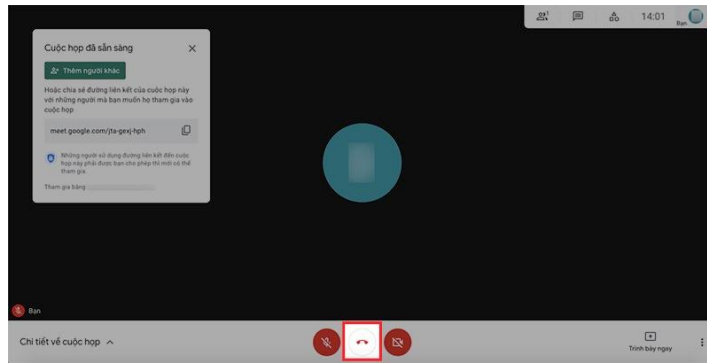 1
14:01
Bạn
Cuộc họp đã sẵn sàng
Thêm người khác
Hoặc chia sẻ đường liên kết của cuộc họp này
với những người mà bạn muốn họ tham gia vào
cuộc họp
meet.google.com/jta-gexj-hph
Những người sử dụng đường liên kết đến cuộc
họp này phải được bạn cho phép thì mới có thể
tham gia.
Tham gia bằng
Bạn
Chi tiết về cuộc họp
Trình bày ngay